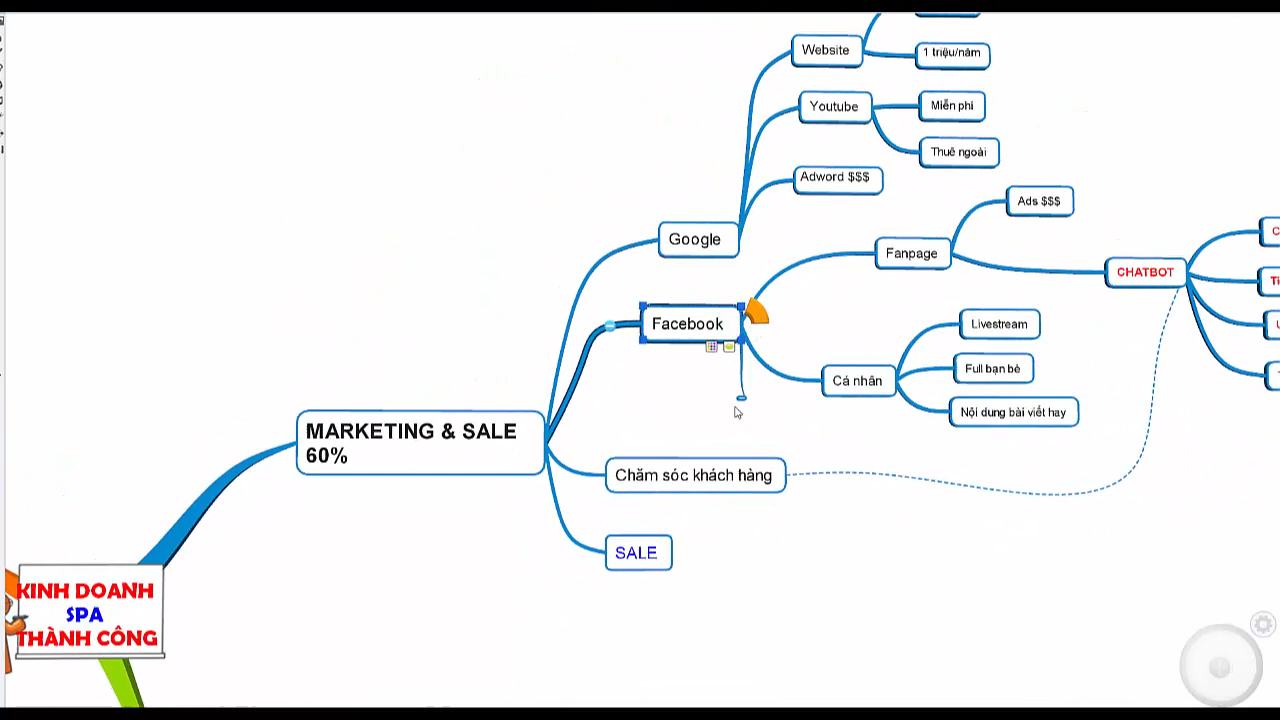 Website
1 triệu/năm
Youtube
Miễn phí
Thuê ngoài
Adword $$$
Google
Ads $$$
Fanpage
CHATBOT
Facebook
Livestream
Cá nhân
Full bạn bè
Nội dung bài viết hay
MARKETING & SALE
60%
Chăm sóc khách hàng
SALE
KINH DOANH
SPA
THÀNH CÔNG